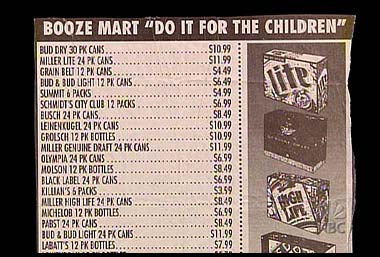 BOOZE MART "DO IT FOR THE CHILDREN"
BUD DRY 30 PK CANS $10.99
MILLER LITE 24 PK CANS $11.99
GRAIN BELT 12 PK CANS $4.49
BUD & BUD LIGHT 12 PK CANS $6.49
SUMMIT 6 PACKS $4.99
SCHMIDT'S CITY CLUB 12 PACKS $6.99
BUSCH 24 PK CANS $8.49
LEINENKUGEL 24 PK CANS $10.99
GROLSCH 12 PK BOTTLES $10.99
MILLER GENUINE DRAFT 24 PK CANS $11.99
OLYMPIA 24 PK CANS $6.99
MOLSON 12 PK BOTTLES $8.49
BLACK LABEL 24 PK CANS $6.99
KILLIAN'S 6 PACKS $3.59
MILLER HIGH LIFE 24 PK CANS $8.49
MICHELOB 12 PK BOTTLES $6.99
PABST 24 PK CANS $8.49
BUD & BUD LIGHT 24 PK CANS $11.99
LABATT'S 12 PK BOTTLES $7.99
Lite
HIGH LIFE
NBC